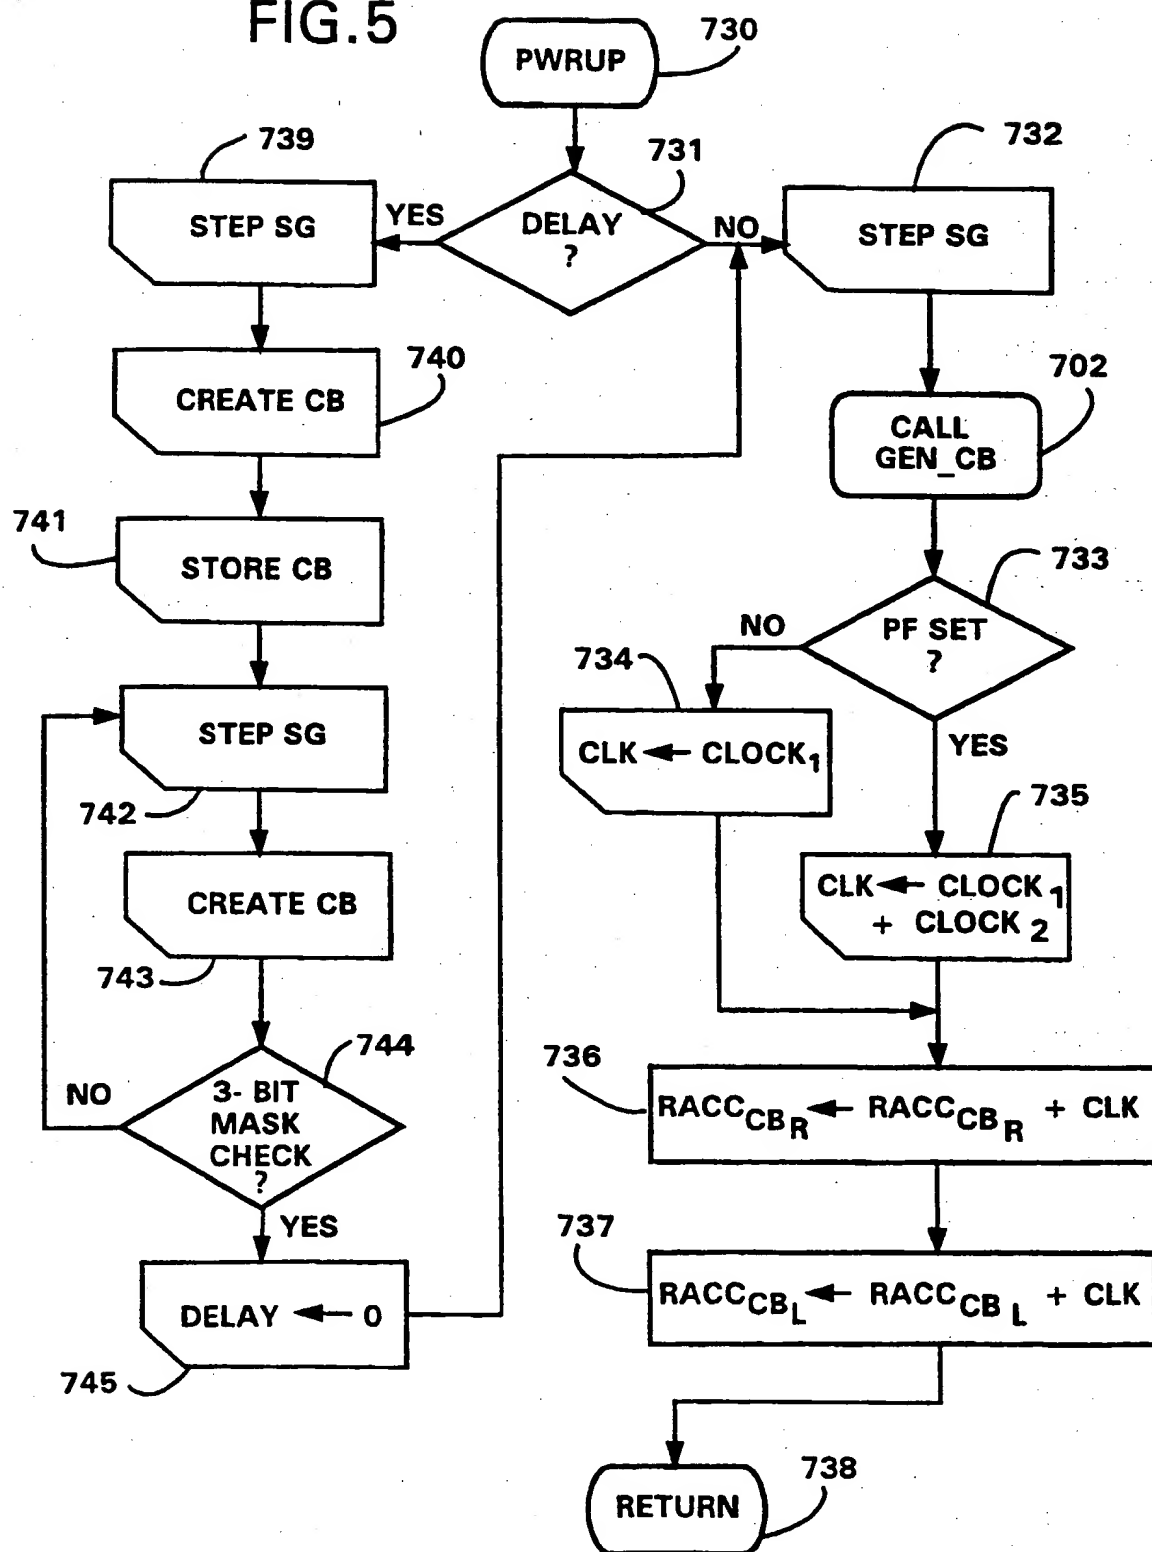 FIG.5
PWRUP
730
DELAY
?
731
YES
NO
739
STEP SG
732
STEP SG
CREATE CB
740
702
CALL
GEN_CB
741
STORE CB
733
PF SET
?
NO
YES
STEP SG
742
734
CLK ← CLOCK1
735
CLK ← CLOCK1
+ CLOCK2
CREATE CB
743
744
3- BIT
MASK
CHECK
?
NO
YES
736
RACCCBR ← RACCCBR + CLK
737
RACCCBL ← RACCCBL + CLK
DELAY ← 0
745
RETURN
738